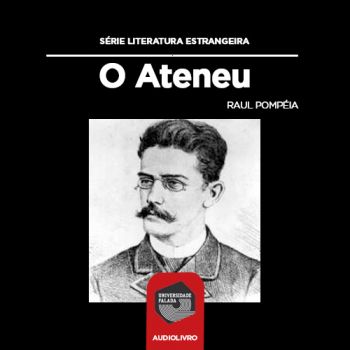 SÉRIE LITERATURA ESTRANGEIRA
O Ateneu
RAUL POMPÉIA
UNIVERSIDADE
FALADA
AUDIOLIVRO